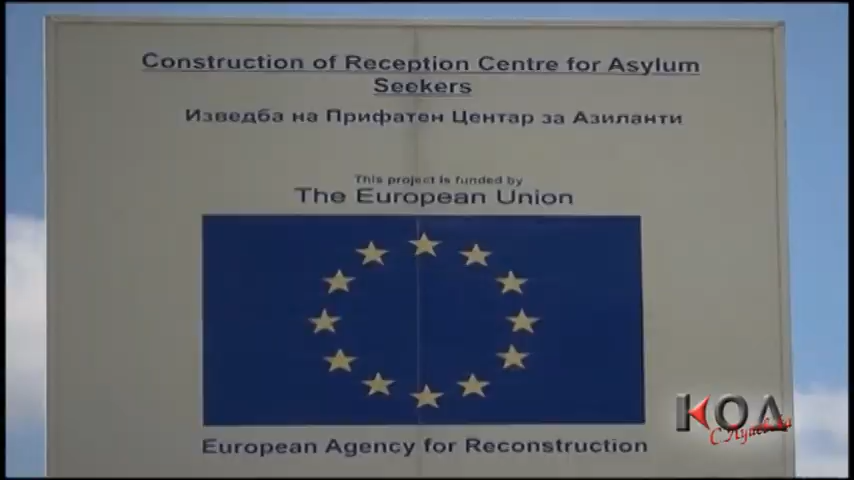 Construction of Reception Centre for Asylum
Seekers
Изведба на Прифатен Центар за Азиланти
This project is funded by
The European Union
European Agency for Reconstruction
КОД